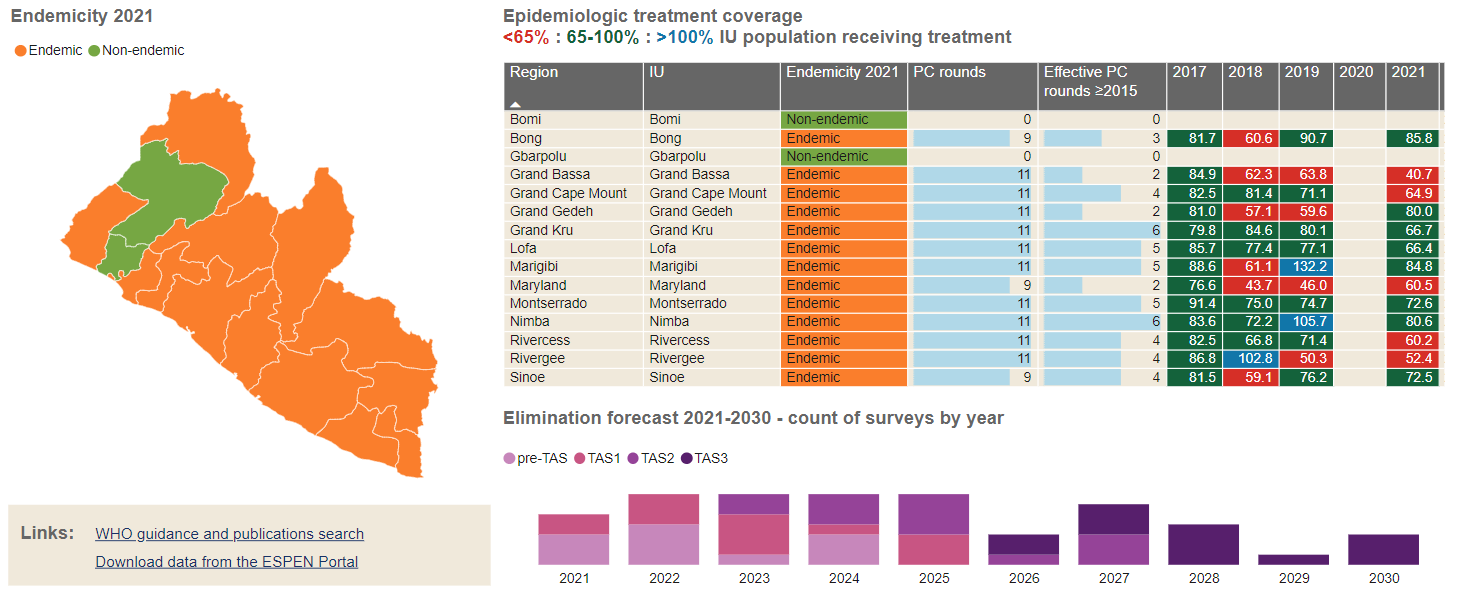 Endemicity 2021
Endemic Non-endemic
Epidemiologic treatment coverage
<65% : 65-100% : >100% IU population receiving treatment
Region IU Endemicity 2021 PC rounds Effective PC rounds ≥2015 2017 2018 2019 2020 2021
Bomi Bomi Non-endemic 0 0
Bong Bong Endemic 9 3 81.7 60.6 90.7 85.8
Gbarpolu Gbarpolu Non-endemic 0 0
Grand Bassa Grand Bassa Endemic 11 2 84.9 62.3 63.8 40.7
Grand Cape Mount Grand Cape Mount Endemic 11 4 82.5 81.4 71.1 64.9
Grand Gedeh Grand Gedeh Endemic 11 2 81.0 57.1 59.6 80.0
Grand Kru Grand Kru Endemic 11 6 79.8 84.6 80.1 66.7
Lofa Lofa Endemic 11 5 85.7 77.4 77.1 66.4
Marigibi Marigibi Endemic 11 5 88.6 61.1 132.2 84.8
Maryland Maryland Endemic 9 2 76.6 43.7 46.0 60.5
Montserrado Montserrado Endemic 11 5 91.4 75.0 74.7 72.6
Nimba Nimba Endemic 11 6 83.6 72.2 105.7 80.6
Rivercess Rivercess Endemic 11 4 82.5 66.8 71.4 60.2
Rivergee Rivergee Endemic 11 4 86.8 102.8 50.3 52.4
Sinoe Sinoe Endemic 9 4 81.5 59.1 76.2 72.5
Elimination forecast 2021-2030 - count of surveys by year
pre-TAS TAS1 TAS2 TAS3
2021 2022 2023 2024 2025 2026 2027 2028 2029 2030
Links: WHO guidance and publications search
Download data from the ESPEN Portal